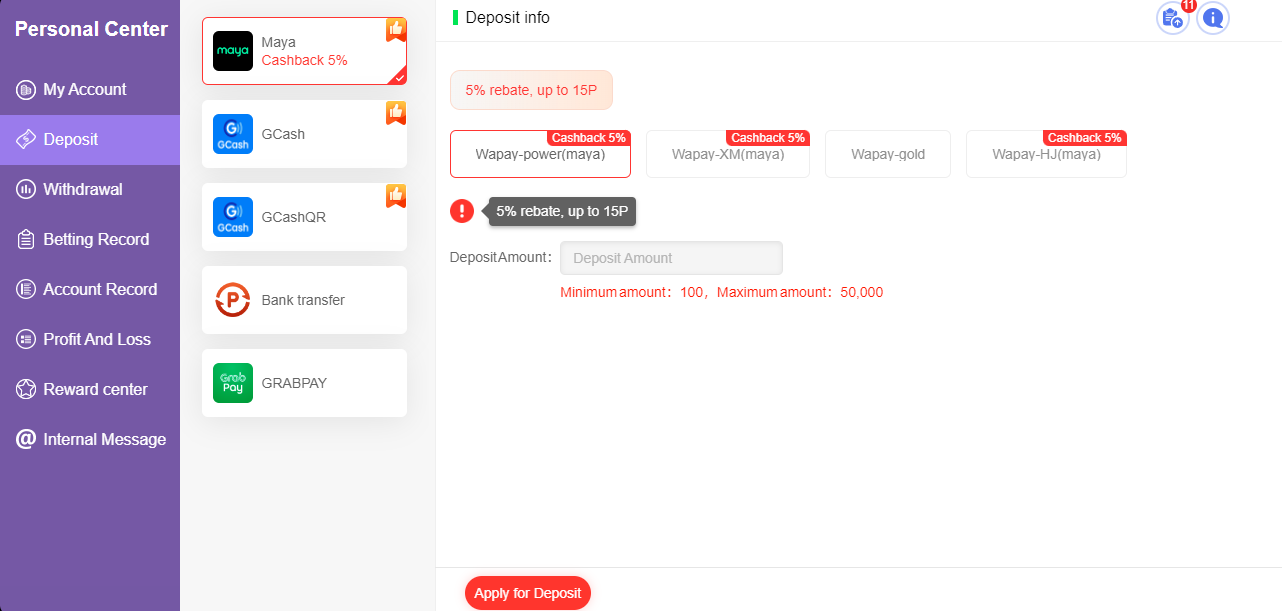 Personal Center
My Account
Deposit
Withdrawal
Betting Record
Account Record
Profit And Loss
Reward center
Internal Message
maya
Maya
Cashback 5%
GCash
GCash
GCash
GCashQR
Bank transfer
Grab
Pay
GRABPAY
Deposit info
11
5% rebate, up to 15P
Cashback 5%
Wapay-power(maya)
Cashback 5%
Wapay-XM(maya)
Wapay-gold
Cashback 5%
Wapay-HJ(maya)
5% rebate, up to 15P
DepositAmount：
Deposit Amount
Minimum amount：100，Maximum amount：50,000
Apply for Deposit